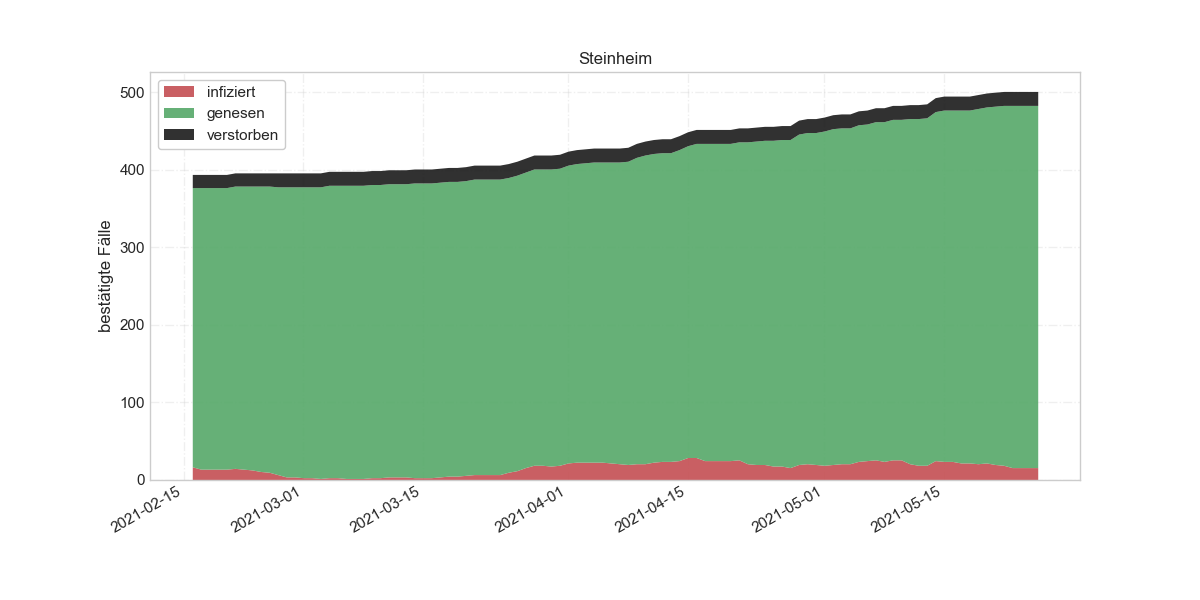 Steinheim
infiziert
genesen
verstorben
bestätigte Fälle
500
400
300
200
100
0
2021-02-15
2021-03-01
2021-03-15
2021-04-01
2021-04-15
2021-05-01
2021-05-15